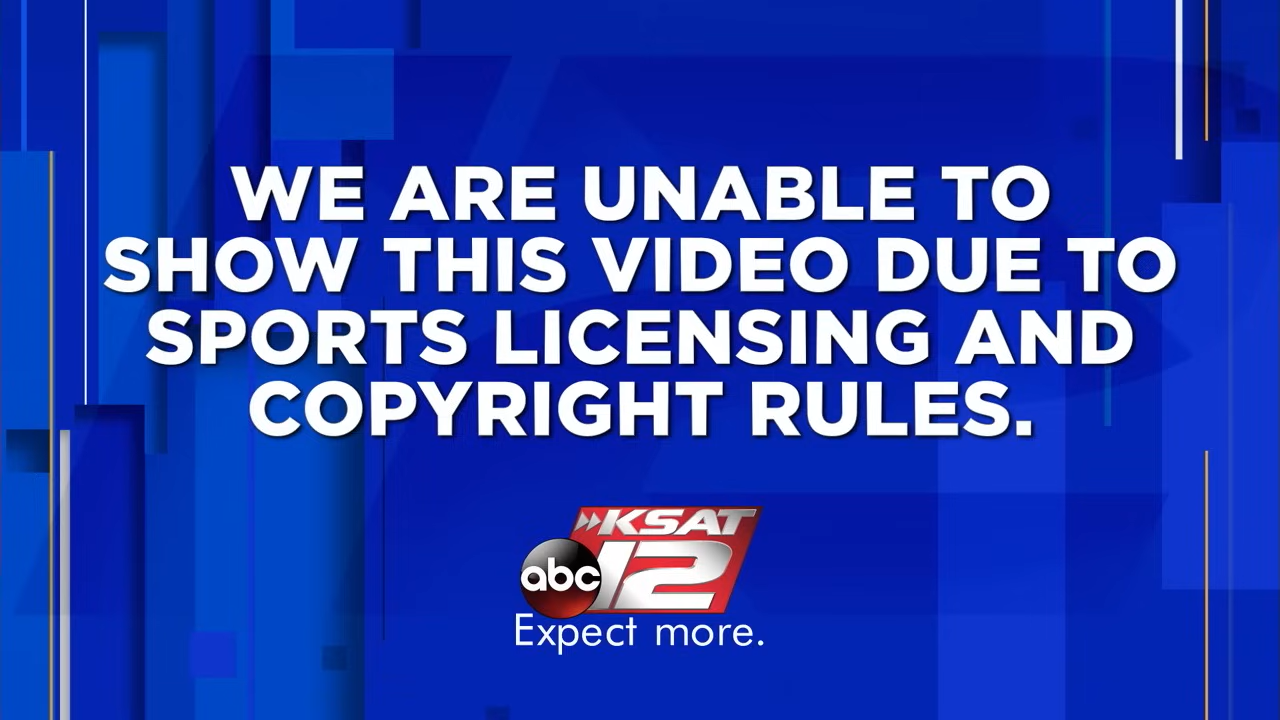 WE ARE UNABLE TO
SHOW THIS VIDEO DUE TO
SPORTS LICENSING AND
COPYRIGHT RULES.
KSAT
abc 12
Expect more.